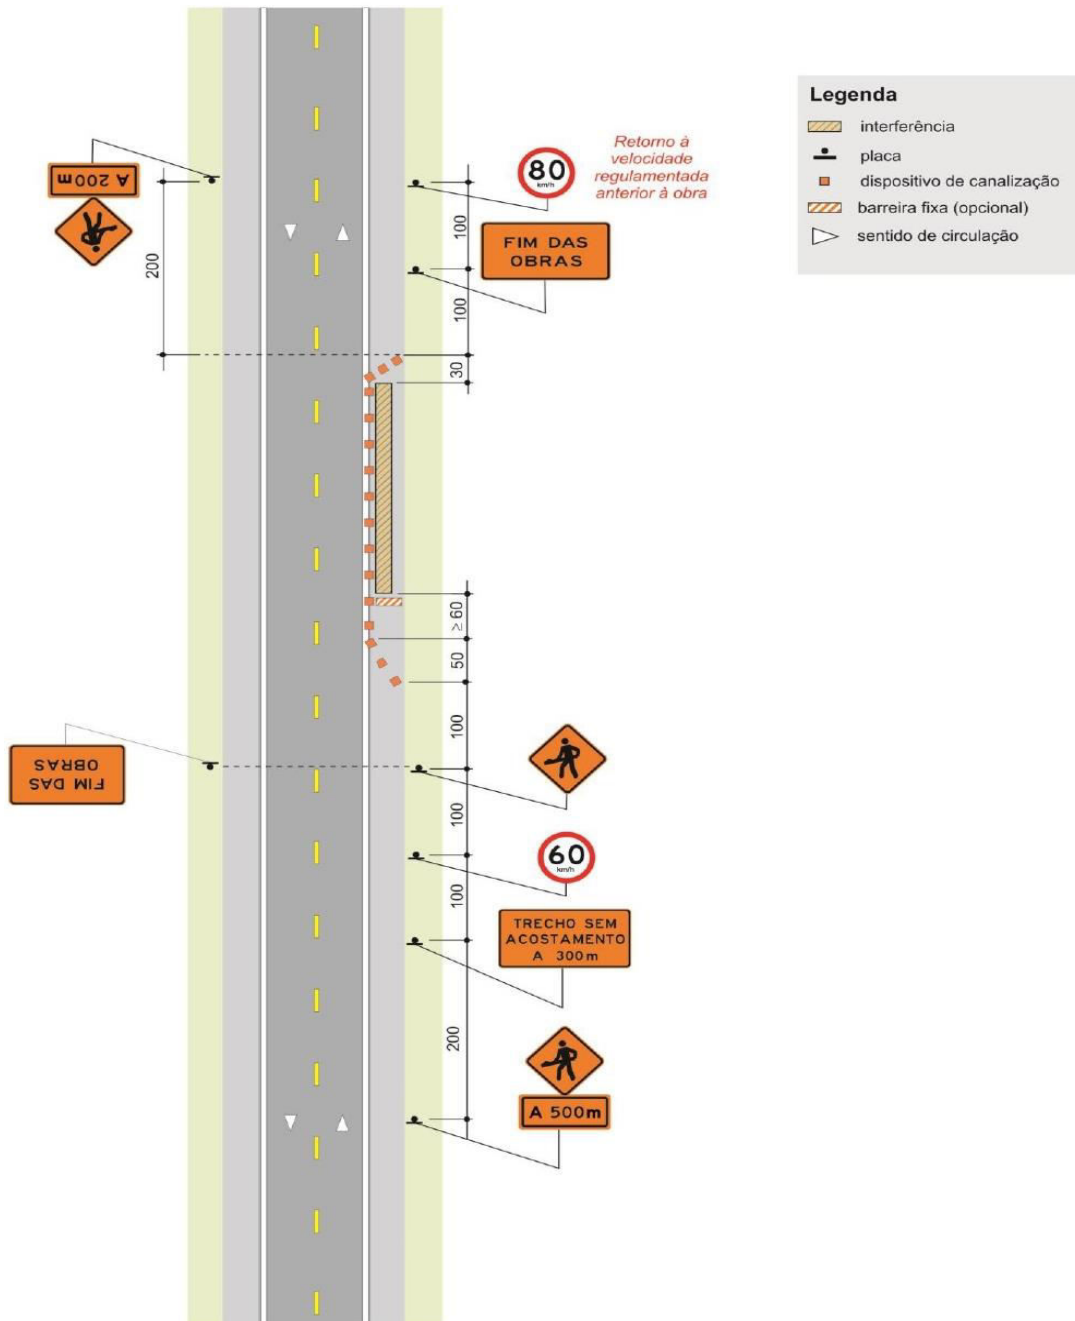 Legenda
interferência
placa
dispositivo de canalização
barreira fixa (opcional)
sentido de circulação
A 200m
200
80
km/h
Retorno à
velocidade
regulamentada
anterior à obra
100
FIM DAS
OBRAS
100
30
≥ 60
50
100
FIM DAS
OBRAS
100
60
km/h
100
TRECHO SEM
ACOSTAMENTO
A 300m
200
A 500m